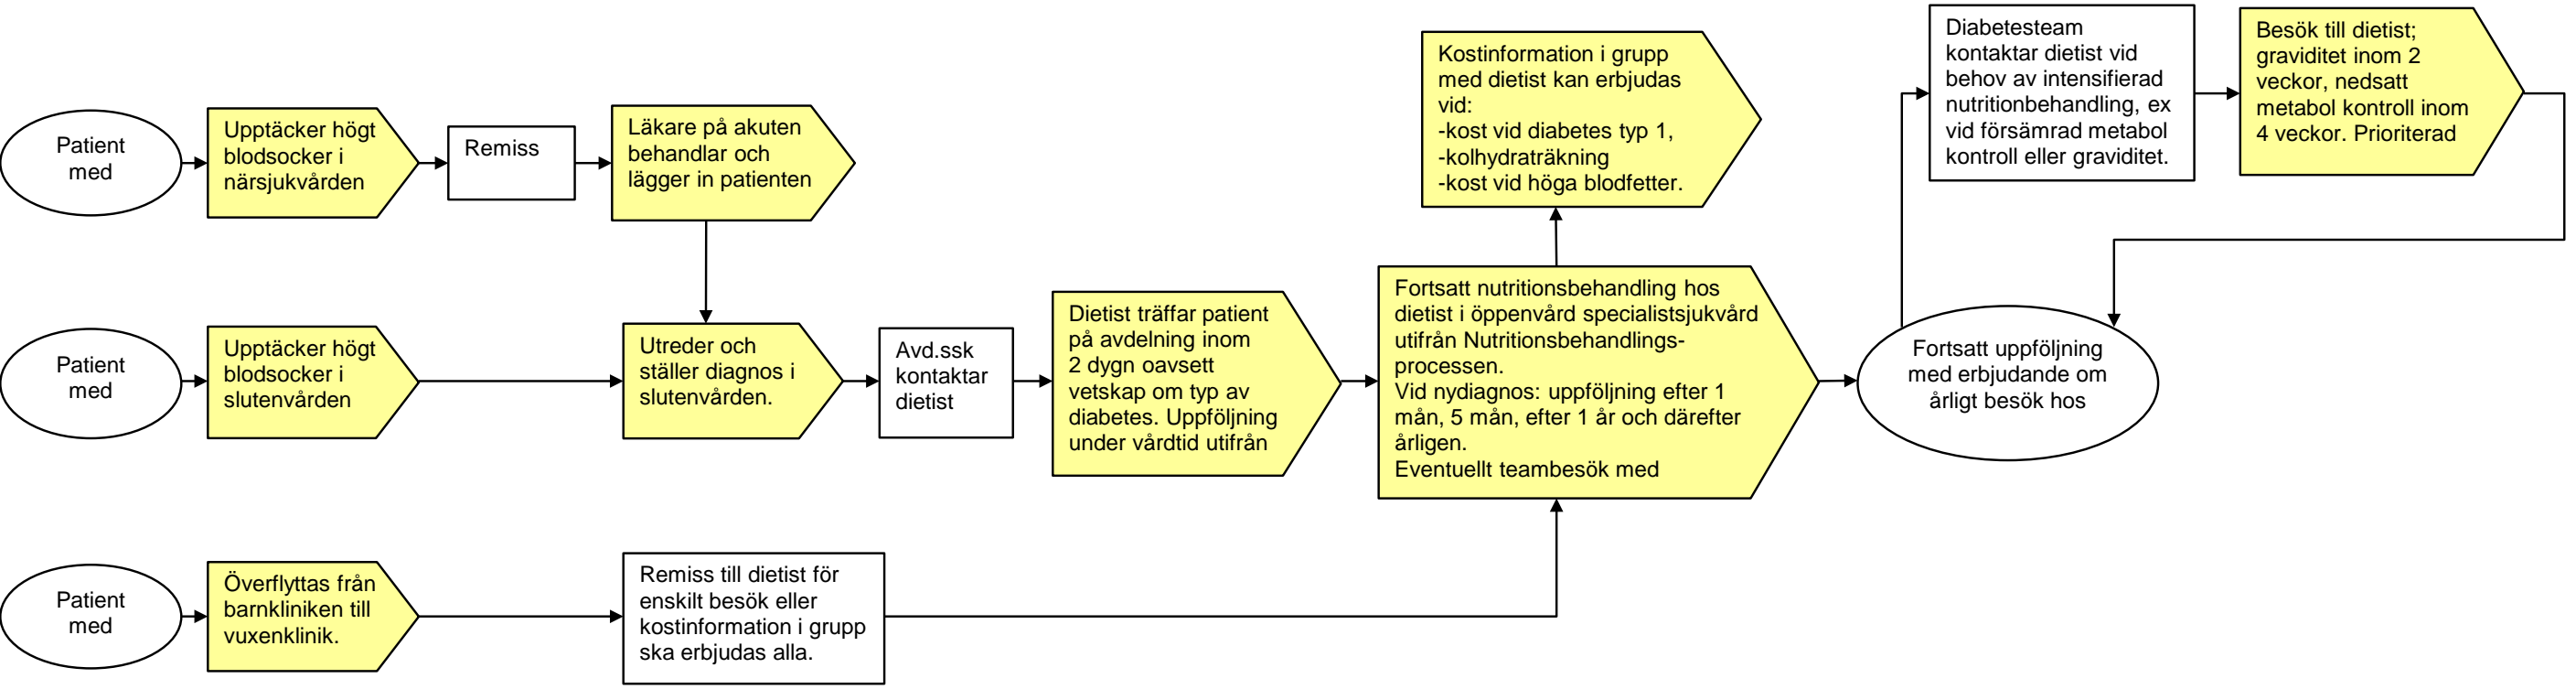 Patient
med
Upptäcker högt
blodsocker i
närsjukvården
Remiss
Läkare på akuten
behandlar och
lägger in patienten
Kostinformation i grupp
med dietist kan erbjudas
vid:
-kost vid diabetes typ 1,
-kolhydraträkning
-kost vid höga blodfetter.
Diabetesteam
kontaktar dietist vid
behov av intensifierad
nutritionbehandling, ex
vid försämrad metabol
kontroll eller graviditet.
Besök till dietist;
graviditet inom 2
veckor, nedsatt
metabol kontroll inom
4 veckor. Prioriterad
Patient
med
Upptäcker högt
blodsocker i
slutenvården
Utreder och
ställer diagnos i
slutenvården.
Avd.ssk
kontaktar
dietist
Dietist träffar patient
på avdelning inom
2 dygn oavsett
vetskap om typ av
diabetes. Uppföljning
under vårdtid utifrån
Fortsatt nutritionsbehandling hos
dietist i öppenvård specialistsjukvård
utifrån Nutritionsbehandlings-
processen.
Vid nydiagnos: uppföljning efter 1
mån, 5 mån, efter 1 år och därefter
årligen.
Eventuellt teambesök med
Fortsatt uppföljning
med erbjudande om
årligt besök hos
Patient
med
Överflyttas från
barnkliniken till
vuxenklinik.
Remiss till dietist för
enskilt besök eller
kostinformation i grupp
ska erbjudas alla.